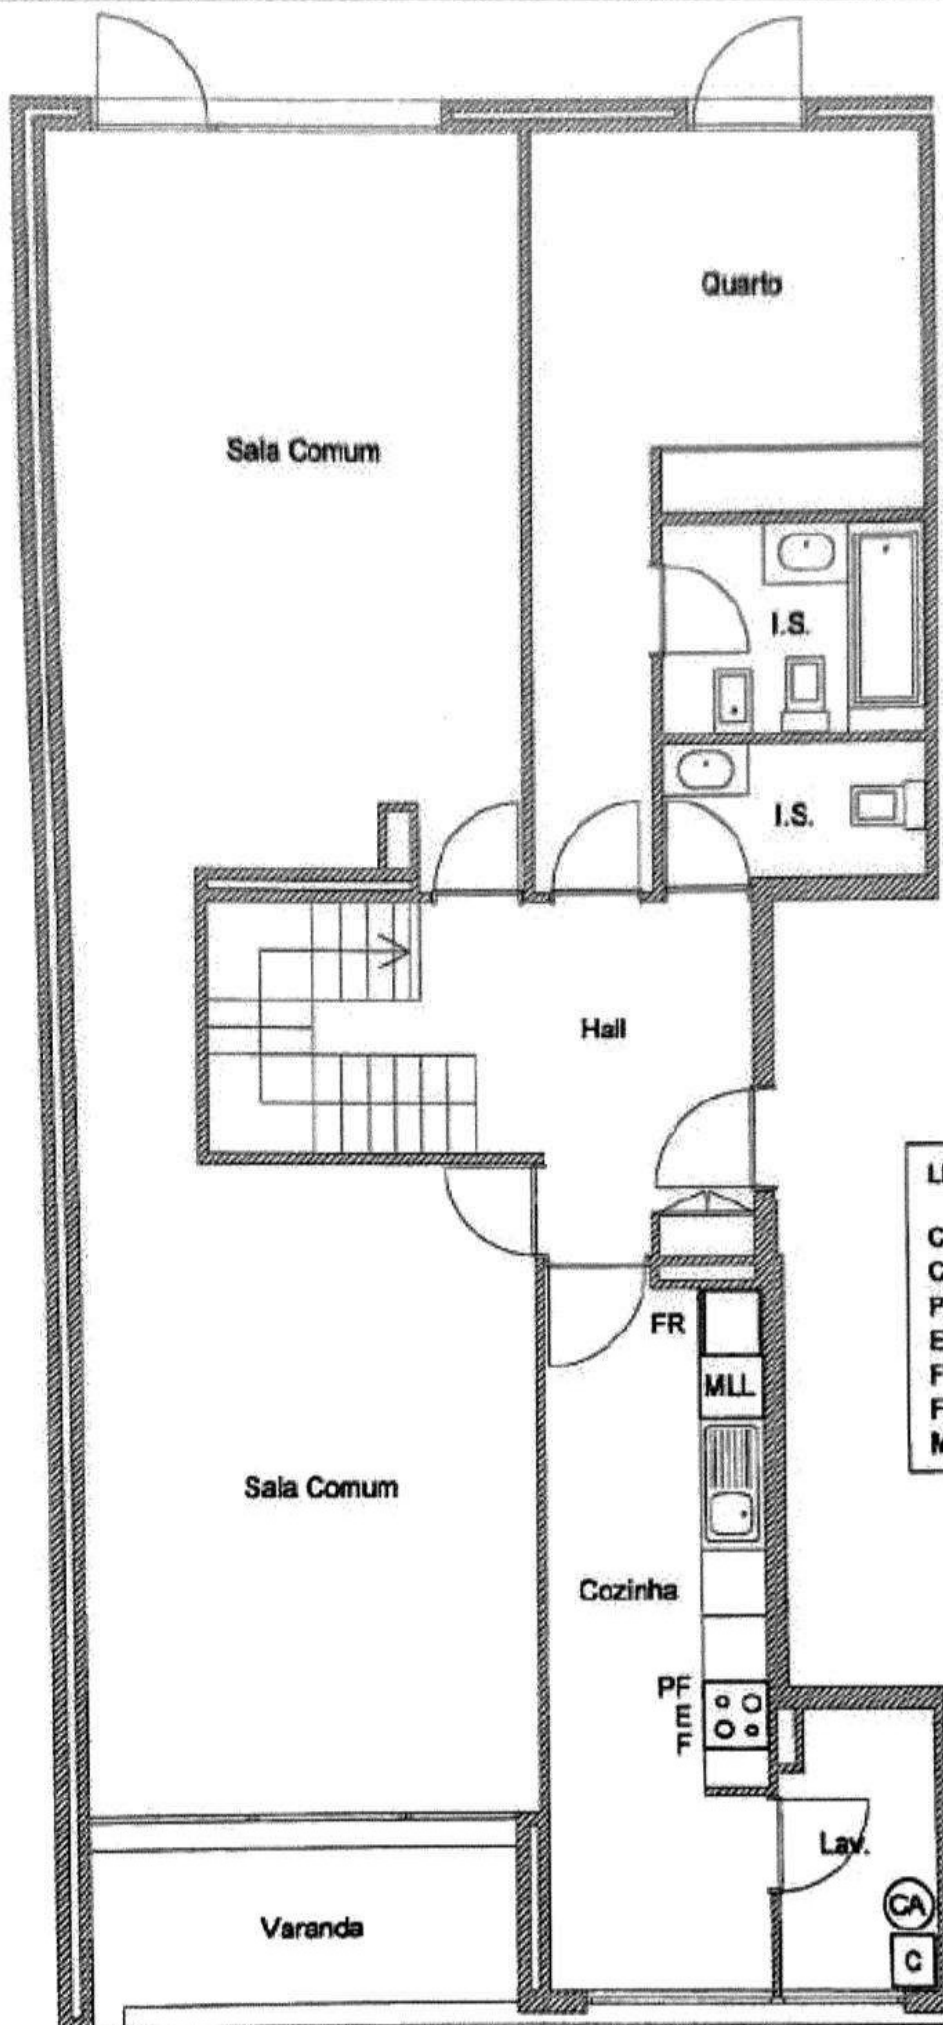 Quarto
Sala Comum
I.S.
I.S.
Hall
FR
MLL
Sala Comum
Cozinha
PF
E
F
Lav.
CA
C
Varanda
C
C
P
E
F
F